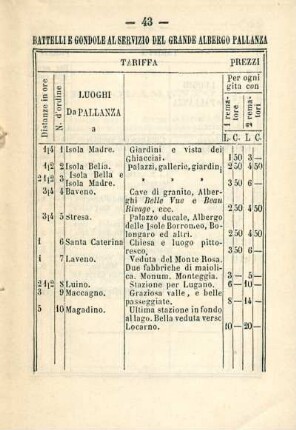 — 43 —
BATTELLI E GONDOLE AL SERVIZIO DEL GRANDE ALBERGO PALLANZA
TARIFFA PREZZI
Distanze in ore N. d'ordine LUOGHI Da PALLANZA a Per ogni gita con
1 rematore rematori
L. C. L C.
1|4 1 Isola Madre. Giardini e vista dei ghiacciai. 1 50 3 —
1|2 2 Isola Bella. Palazzi, gallerie, giardini 2 50 4 50
2 1|2 3 Isola Bella e Isola Madre. » » » 3 50 6 —
3|4 4 Baveno. Cave di granito, Alberghi Belle Vue e Beau Rivage, ecc. 2 50 4 50
3|4 5 Stresa. Palazzo ducale, Albergo delle Isole Borromeo, Bolongaro ed altri. 2 50 4 50
1 6 Santa Caterina Chiesa e luogo pittoresco, 3 50 6 —
1 7 Laveno. Veduta del Monte Rosa. Due fabbriche di maiolica. Monum. Monteggia. 3 — 5 —
2 1|2 8 Luino. Stazione per Lugano. 6 — 10 —
3 9 Maccagno. Graziosa valle, e belle passeggiate. 8 — 14 —
5 10 Magadino. Ultima stazione in fondo al lago. Bella veduta verso Locarno. 10 — 20 —